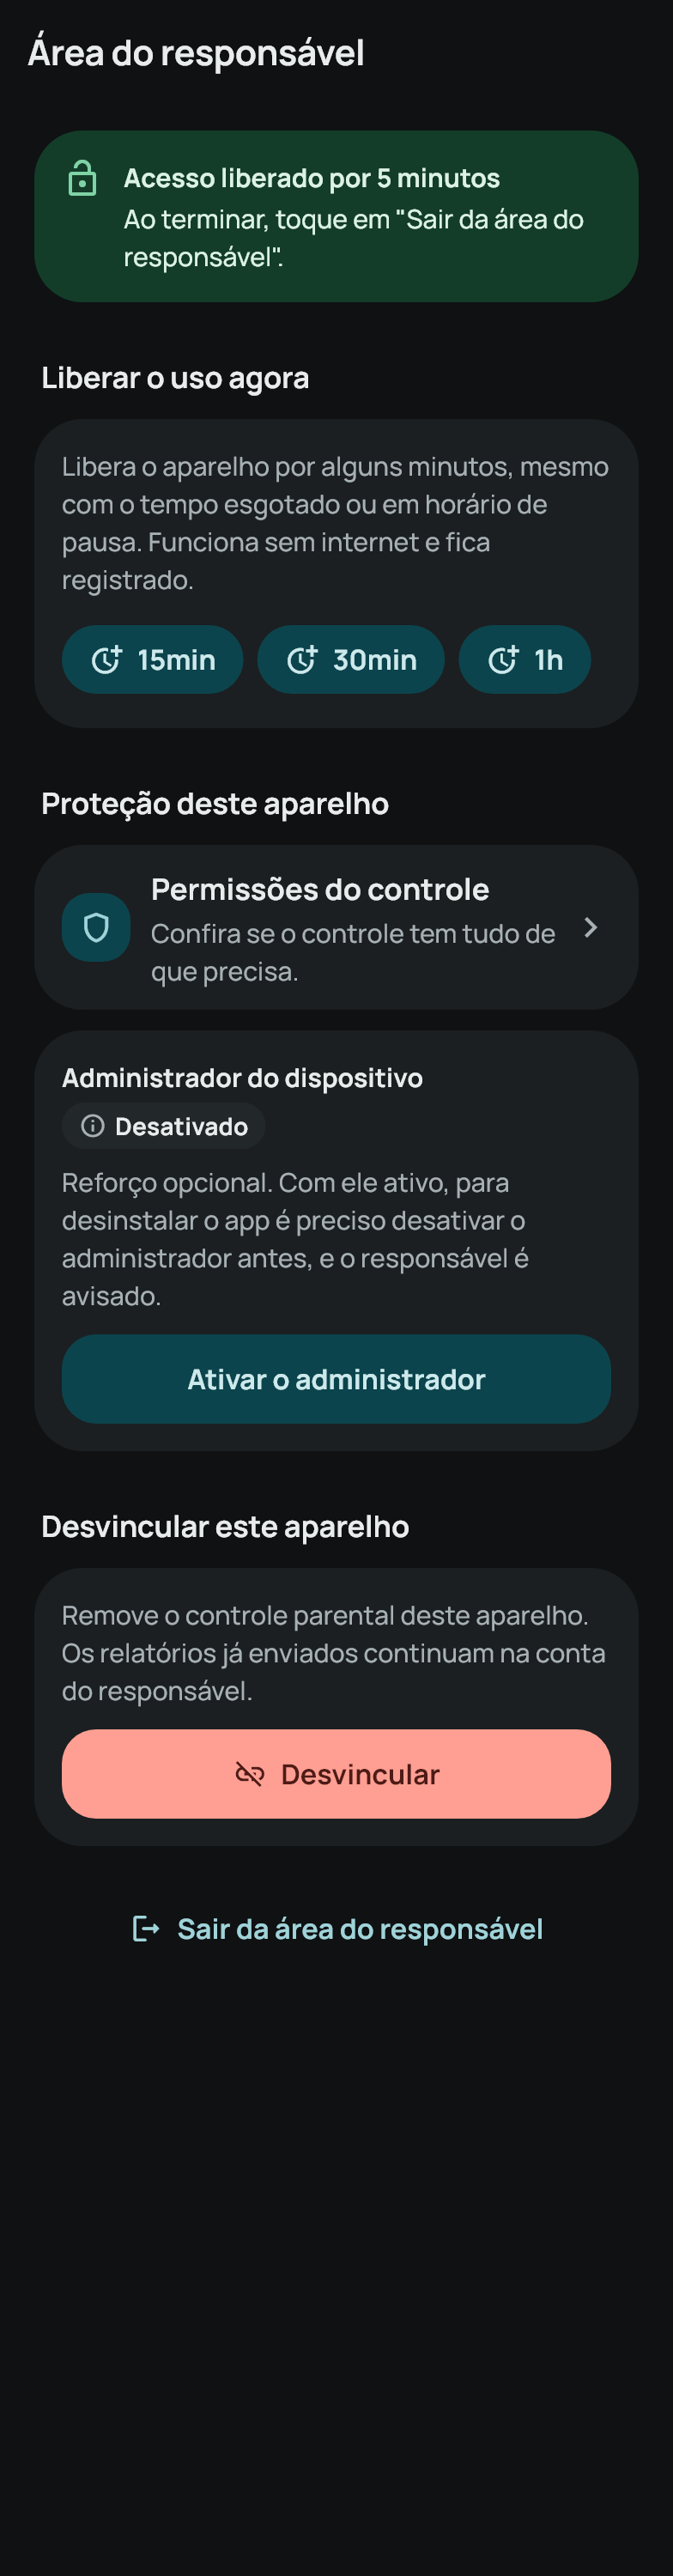 Área do responsável
Acesso liberado por 5 minutos
Ao terminar, toque em "Sair da área do
responsável".
Liberar o uso agora
Libera o aparelho por alguns minutos, mesmo
com o tempo esgotado ou em horário de
pausa. Funciona sem internet e fica
registrado.
15min
30min
1h
Proteção deste aparelho
Permissões do controle
Confira se o controle tem tudo de
que precisa.
Administrador do dispositivo
Desativado
Reforço opcional. Com ele ativo, para
desinstalar o app é preciso desativar o
administrador antes, e o responsável é
avisado.
Ativar o administrador
Desvincular este aparelho
Remove o controle parental deste aparelho.
Os relatórios já enviados continuam na conta
do responsável.
Desvincular
Sair da área do responsável